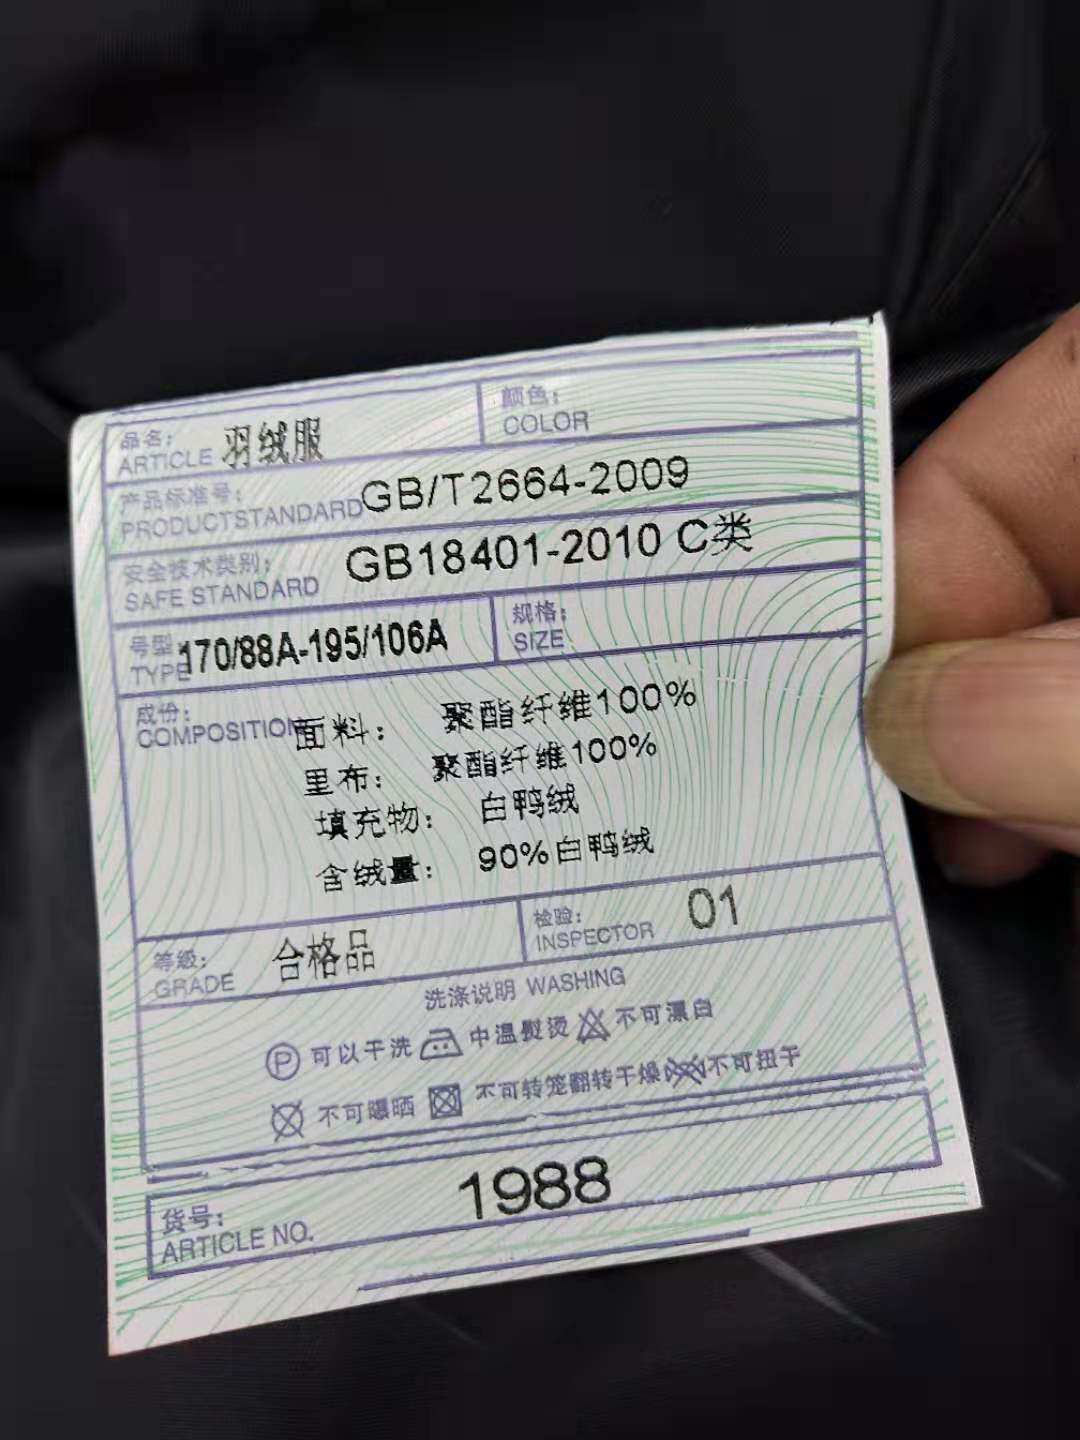 品名: 羽绒服 颜色:
ARTICLE COLOR
产品标准号: GB/T2664-2009
PRODUCTSTANDARD
安全技术类别: GB18401-2010 C类
SAFE STANDARD
号型 170/88A-195/106A 规格:
TYPE SIZE
成份:
COMPOSITION 面料: 聚酯纤维100%
里布: 聚酯纤维100%
填充物: 白鸭绒
含绒量: 90%白鸭绒
等級: 合格品 检验: 01
GRADE INSPECTOR
洗涤说明 WASHING
P 可以干洗 中温熨烫 不可漂白
不可曝晒 不可转笼翻转干燥 不可扭干
货号: 1988
ARTICLE NO.